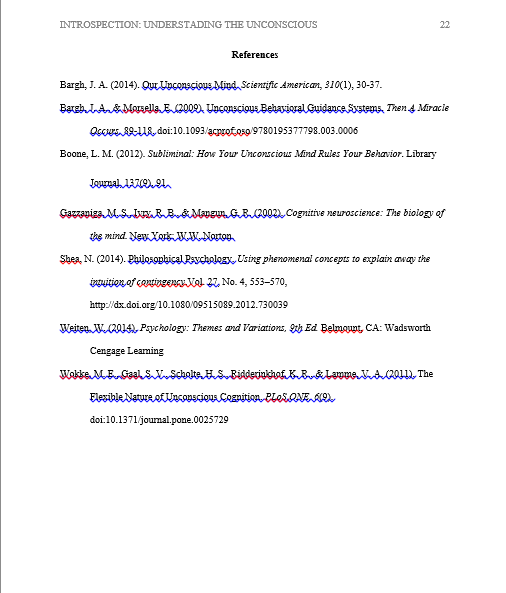 INTROSPECTION: UNDERSTADING THE UNCONSCIOUS 22
References
Bargh, J. A. (2014). Our Unconscious Mind. Scientific American, 310(1), 30-37.
Bargh, J. A., & Morsella, E. (2009). Unconscious Behavioral Guidance Systems. Then A Miracle
Occurs, 89-118. doi:10.1093/acprof:oso/9780195377798.003.0006
Boone, L. M. (2012). Subliminal: How Your Unconscious Mind Rules Your Behavior. Library
Journal, 137(9), 91.
Gazzaniga, M. S., Ivry, R. B., & Mangun, G. R. (2002). Cognitive neuroscience: The biology of
the mind. New York: W.W. Norton.
Shea, N. (2014). Philosophical Psychology. Using phenomenal concepts to explain away the
intuition of contingency. Vol. 27, No. 4, 553–570,
http://dx.doi.org/10.1080/09515089.2012.730039
Weiten, W. (2014). Psychology: Themes and Variations, 9th Ed. Belmount, CA: Wadsworth
Cengage Learning
Wokke, M. E., Gaal, S. V., Scholte, H. S., Ridderinkhof, K. R., & Lamme, V. A. (2011). The
Flexible Nature of Unconscious Cognition. PLoS ONE, 6(9).
doi:10.1371/journal.pone.0025729